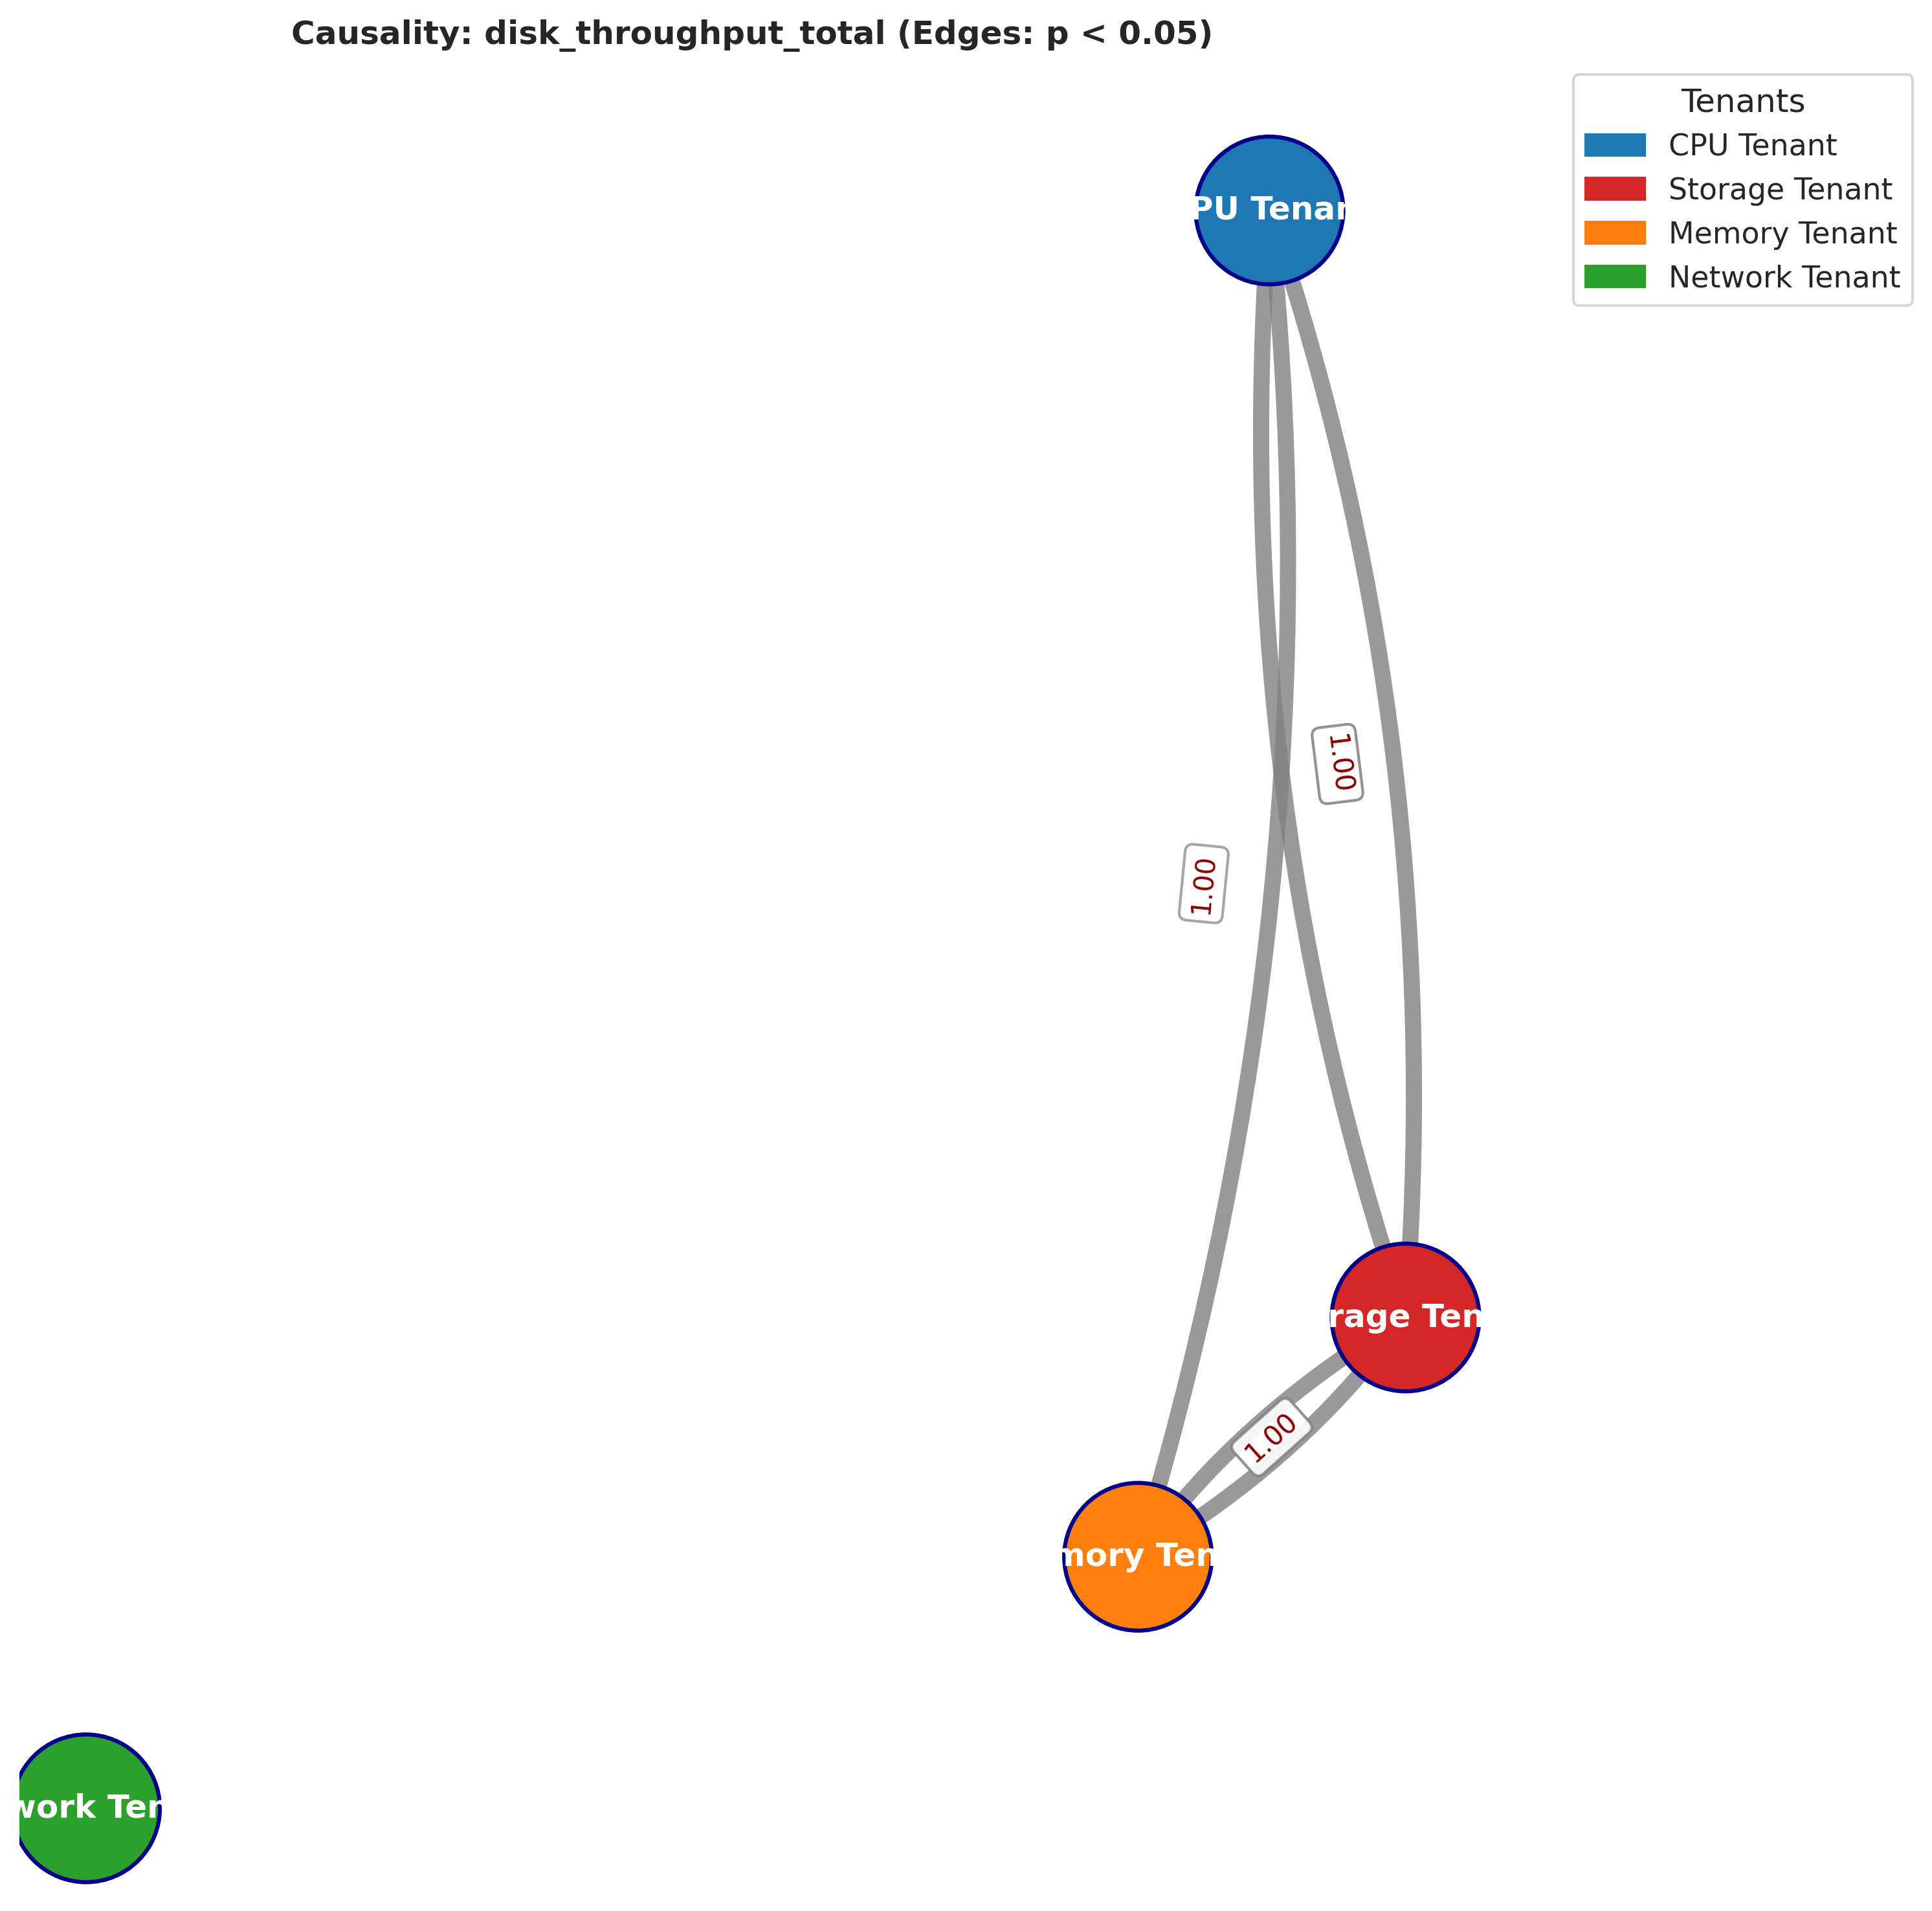 Causality: disk_throughput_total (Edges: p < 0.05)
Tenants
CPU Tenant
Storage Tenant
Memory Tenant
Network Tenant
PU Tenan
1.00
1.00
rage Ten
1.00
mory Ten
work Ten